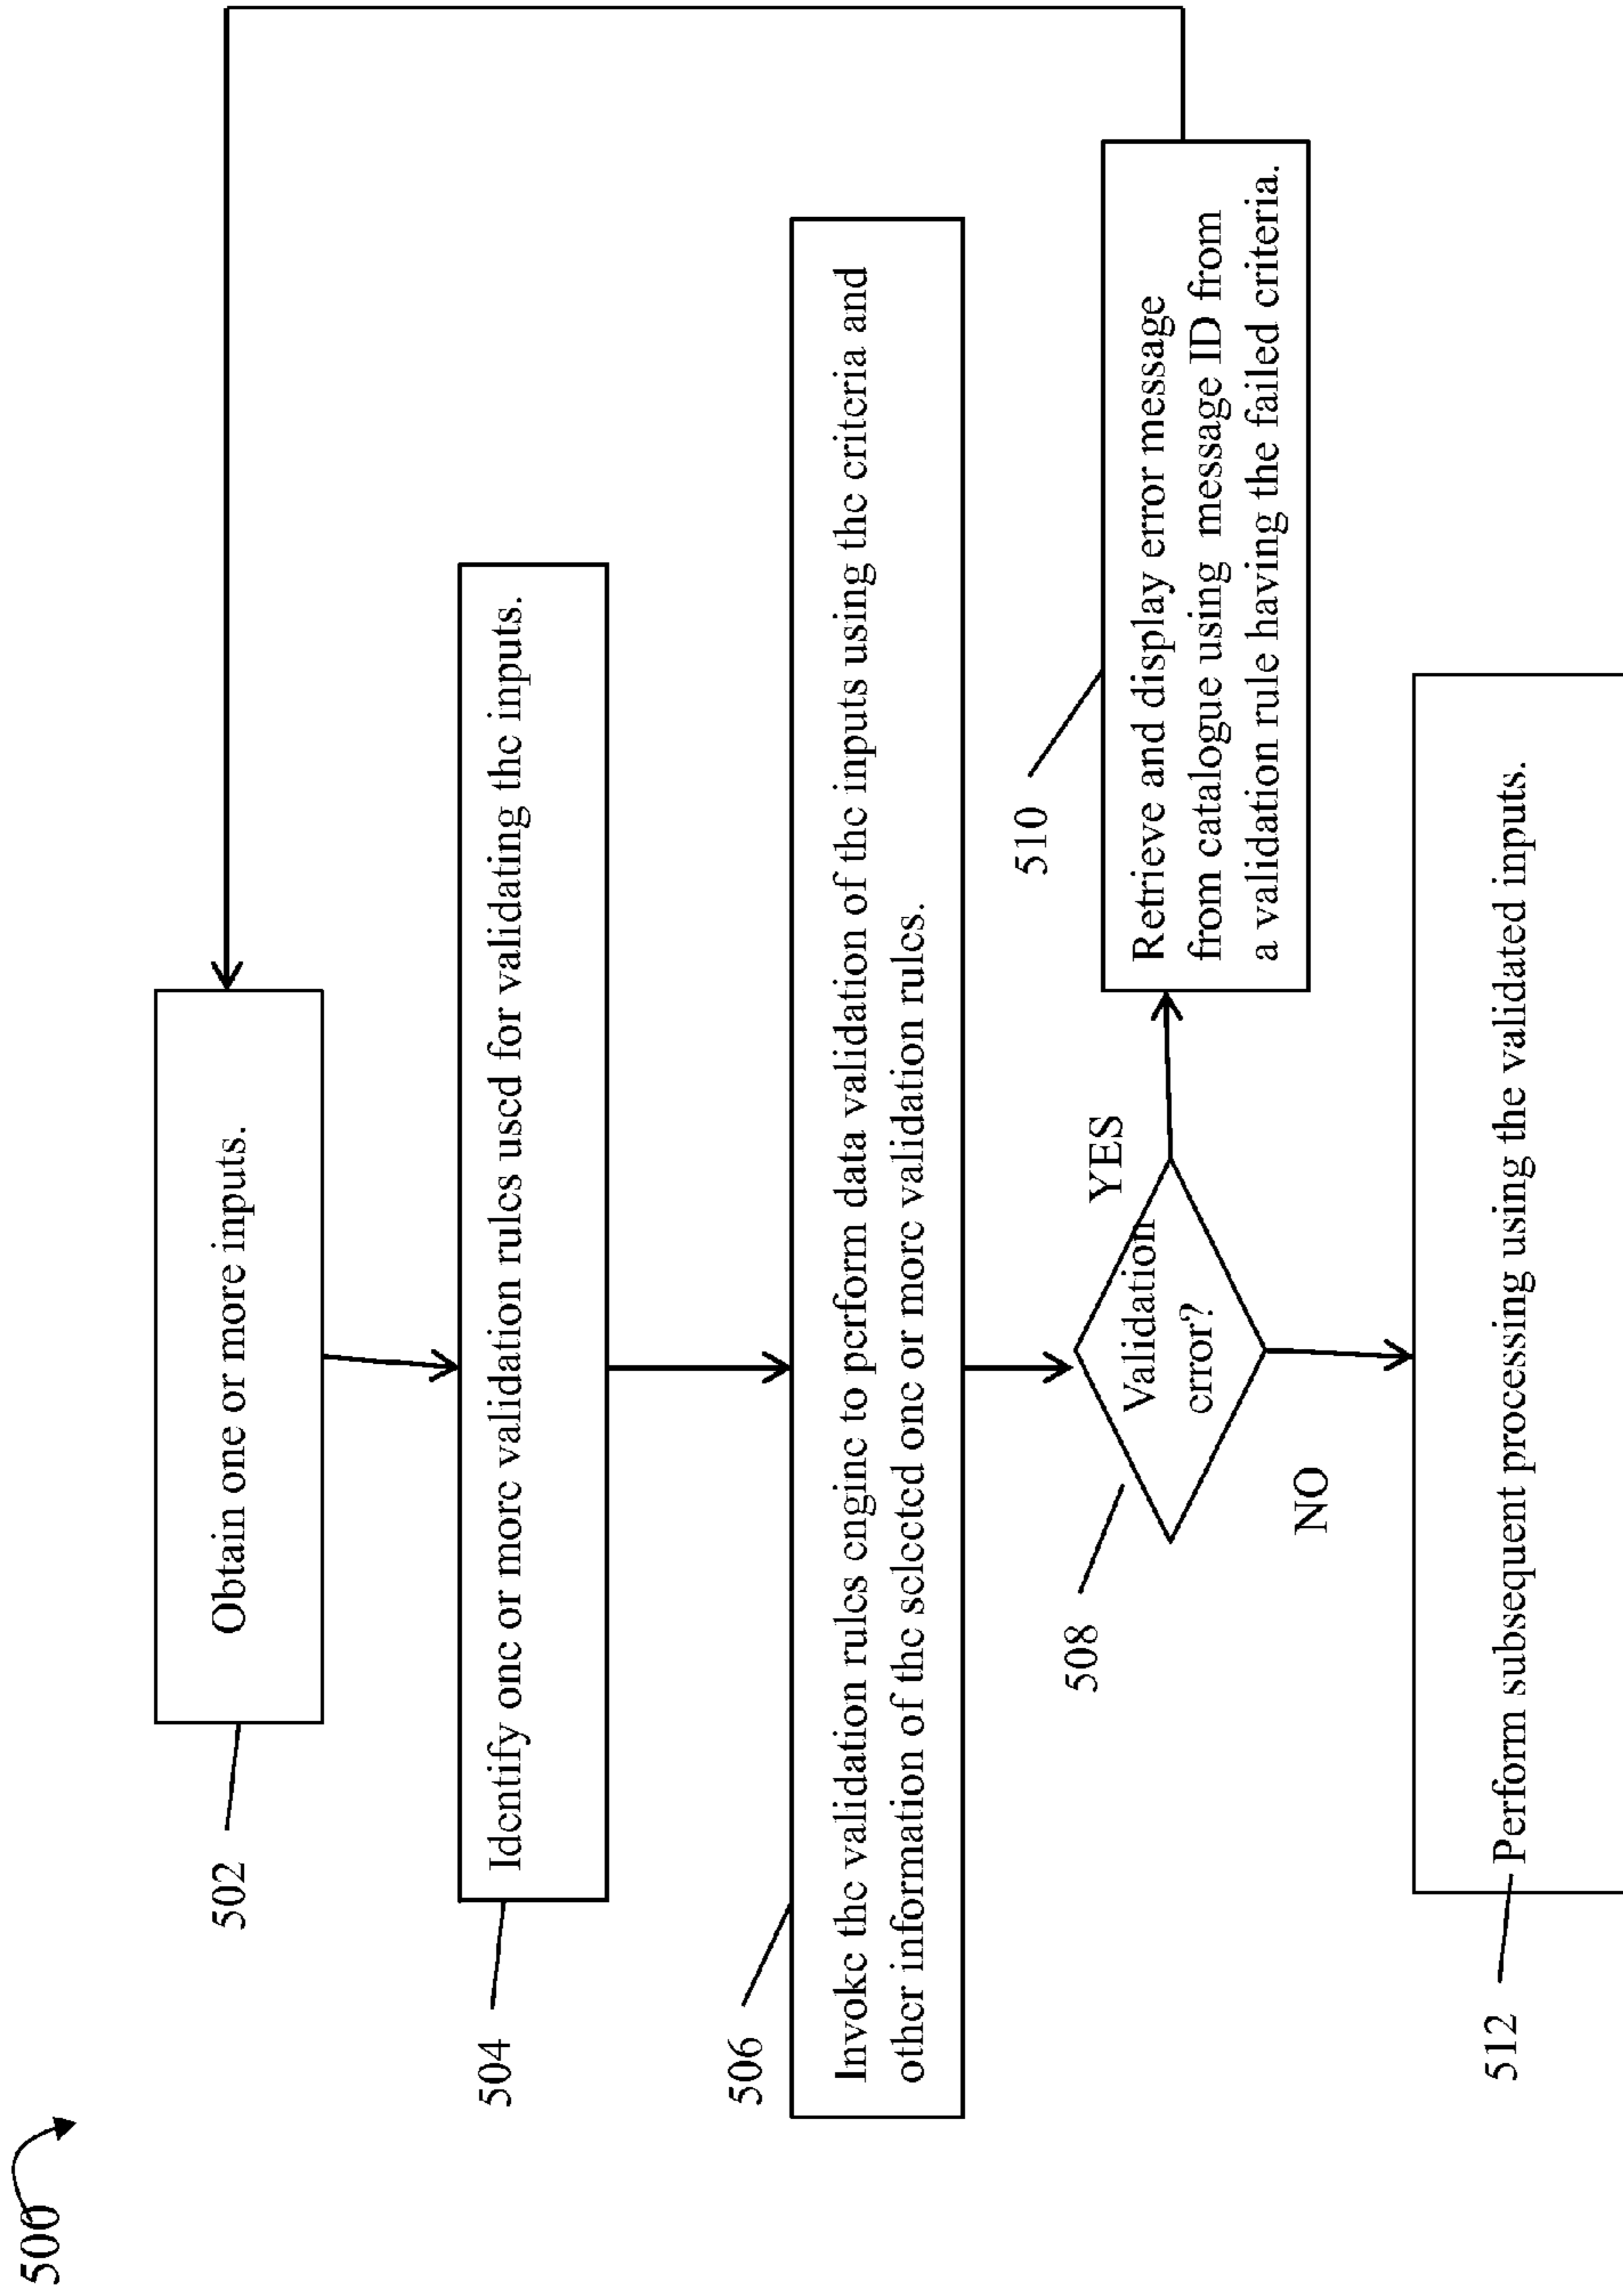 500
502
Obtain one or more inputs.
504
Identify one or more validation rules used for validating the inputs.
506
Invoke the validation rules engine to perform data validation of the inputs using the criteria and
other information of the selected one or more validation rules.
508
Validation
error?
YES
NO
510
Retrieve and display error message
from catalogue using message ID from
a validation rule having the failed criteria.
512
Perform subsequent processing using the validated inputs.